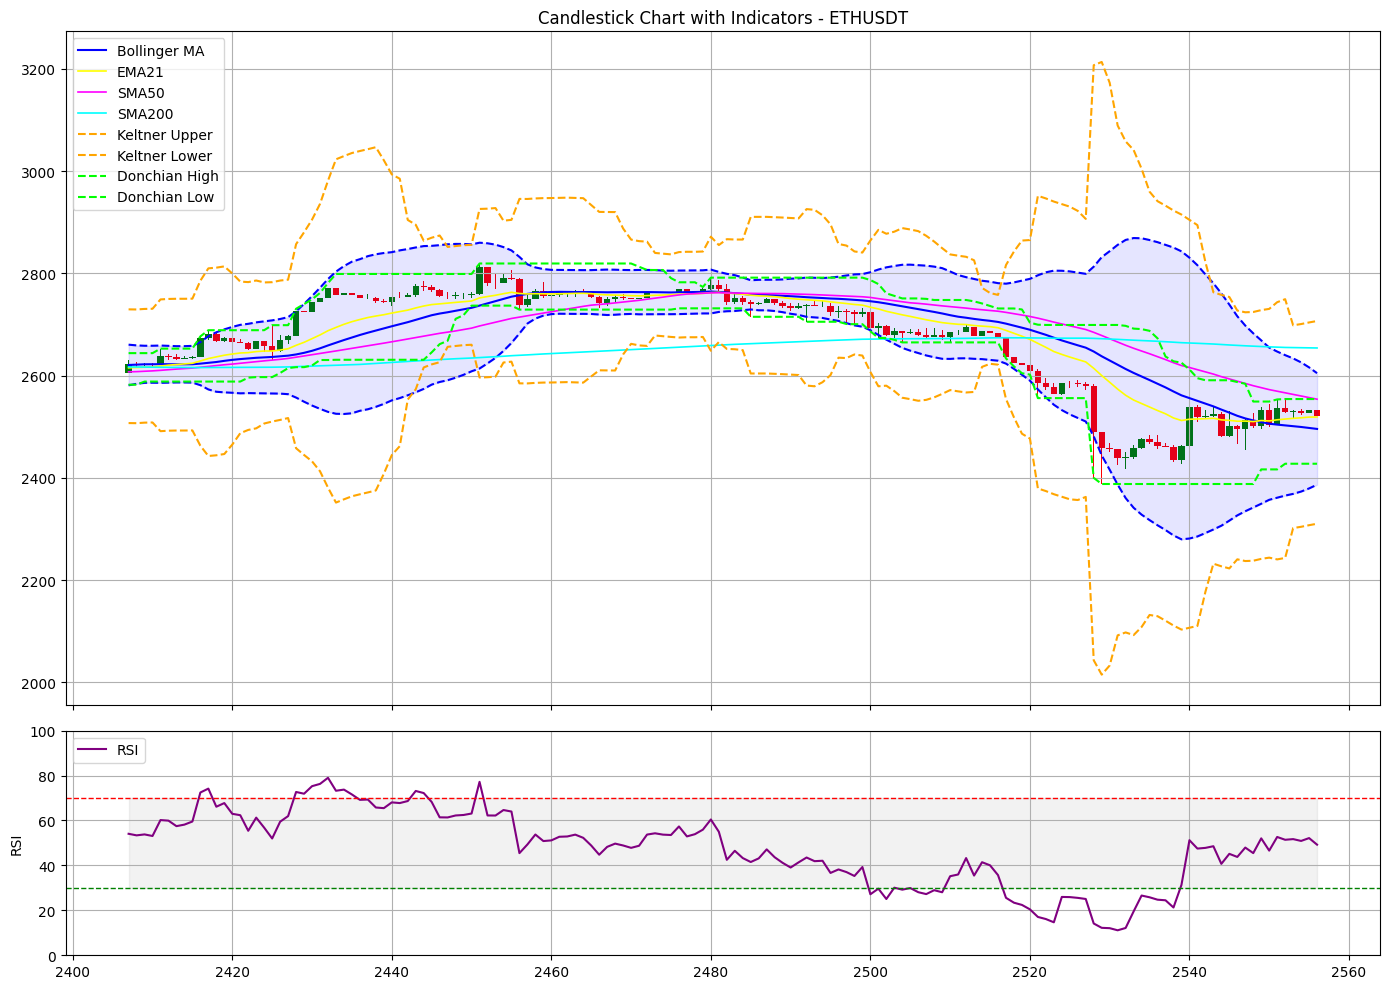 Candlestick Chart with Indicators - ETHUSDT
Bollinger MA
EMA21
SMA50
SMA200
Keltner Upper
Keltner Lower
Donchian High
Donchian Low
3200
3000
2800
2600
2400
2200
2000
RSI
100
80
60
40
20
0
RSI
2400
2420
2440
2460
2480
2500
2520
2540
2560